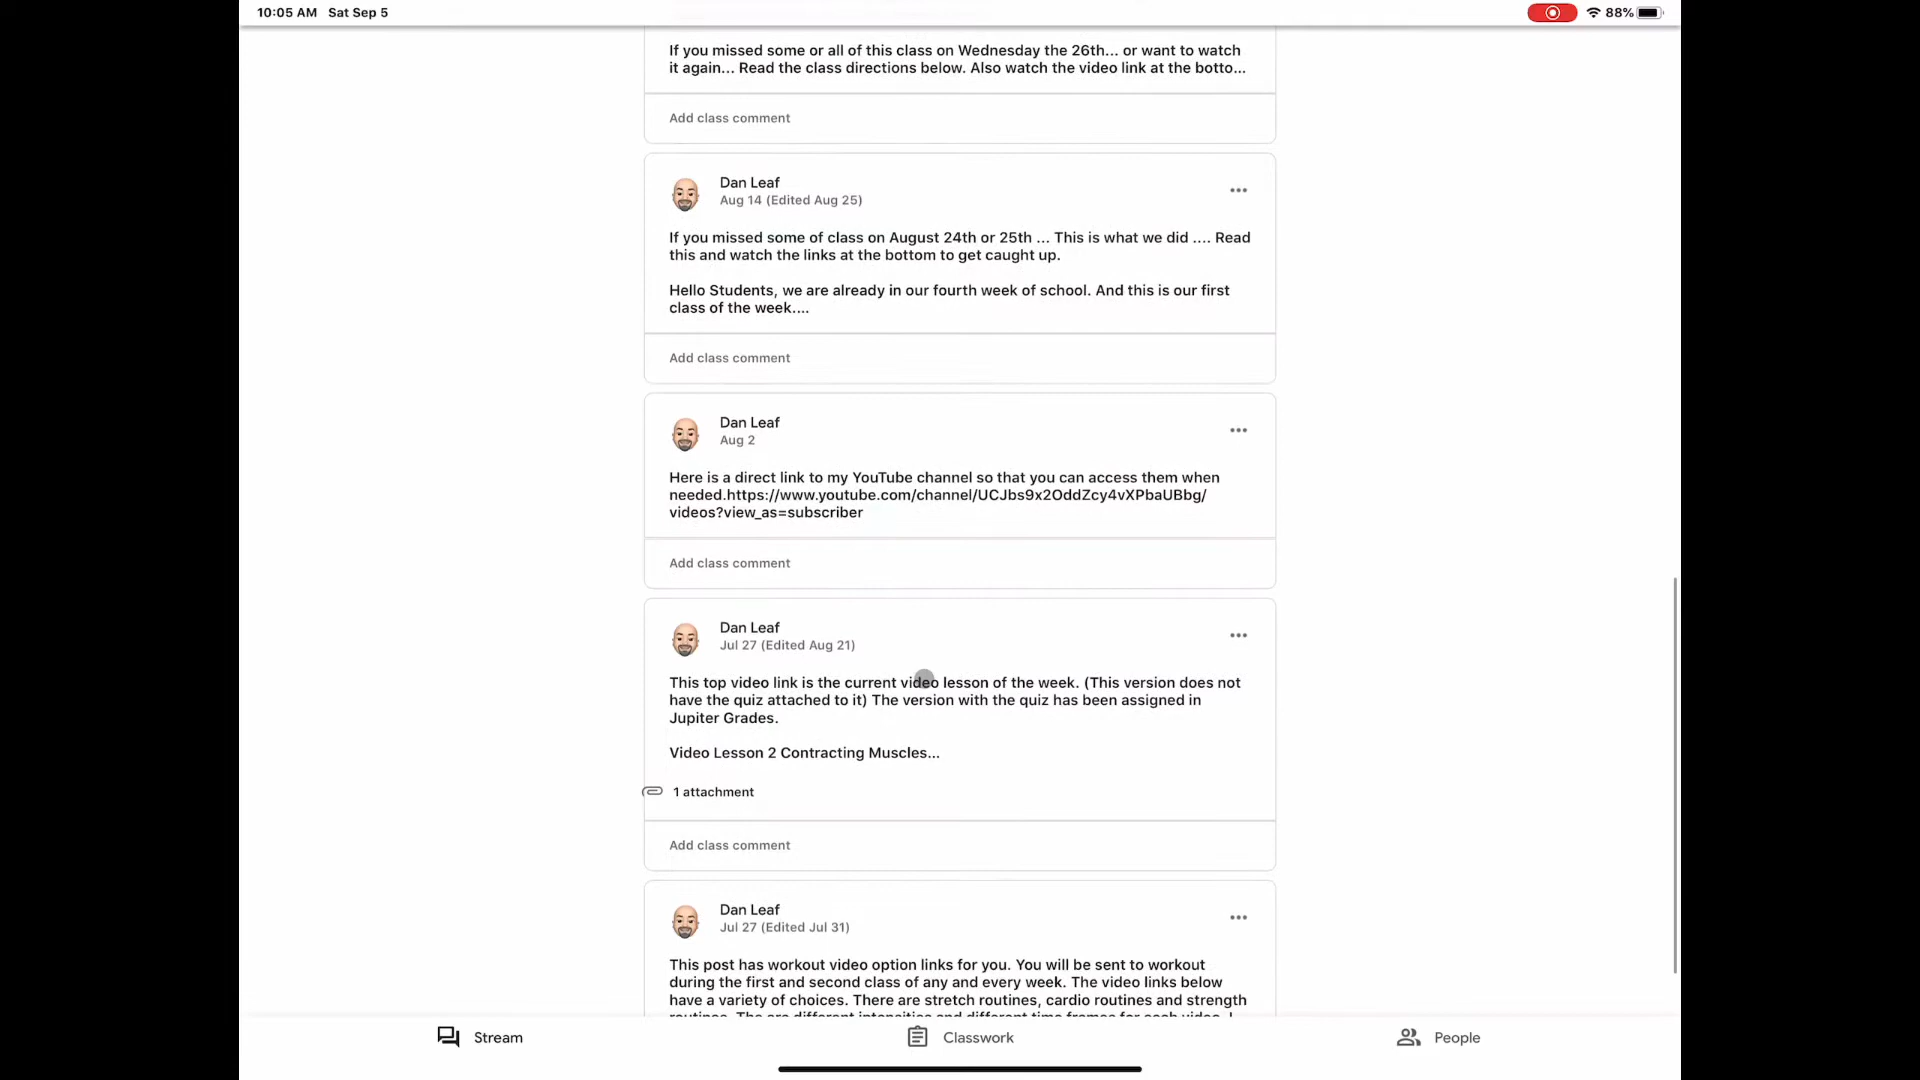 10:05 AM Sat Sep 5
88%
If you missed some or all of this class on Wednesday the 26th... or want to watch
it again... Read the class directions below. Also watch the video link at the botto...
Add class comment
Dan Leaf
Aug 14 (Edited Aug 25)
If you missed some of class on August 24th or 25th ... This is what we did .... Read
this and watch the links at the bottom to get caught up.
Hello Students, we are already in our fourth week of school. And this is our first
class of the week....
Add class comment
Dan Leaf
Aug 2
Here is a direct link to my YouTube channel so that you can access them when
needed.https://www.youtube.com/channel/UCJbs9x2OddZcy4vXPbaUBbg/
videos?view_as=subscriber
Add class comment
Dan Leaf
Jul 27 (Edited Aug 21)
This top video link is the current video lesson of the week. (This version does not
have the quiz attached to it) The version with the quiz has been assigned in
Jupiter Grades.
Video Lesson 2 Contracting Muscles...
1 attachment
Add class comment
Dan Leaf
Jul 27 (Edited Jul 31)
This post has workout video option links for you. You will be sent to workout
during the first and second class of any and every week. The video links below
have a variety of choices. There are stretch routines, cardio routines and strength
routines. The are different intensities and different time frames for each video. I
Stream
Classwork
People